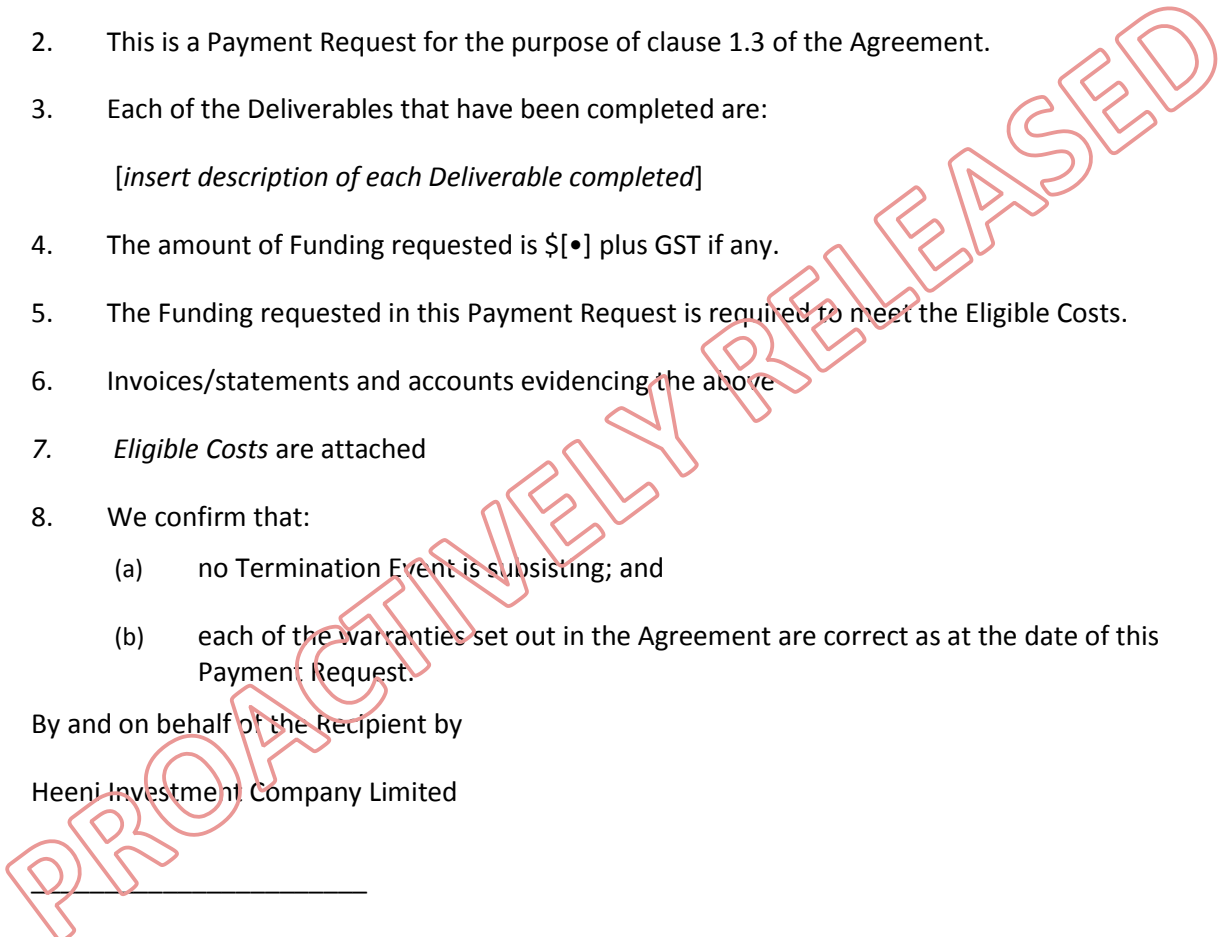 2. This is a Payment Request for the purpose of clause 1.3 of the Agreement.
3. Each of the Deliverables that have been completed are:
[insert description of each Deliverable completed]
4. The amount of Funding requested is $[•] plus GST if any.
5. The Funding requested in this Payment Request is required to meet the Eligible Costs.
6. Invoices/statements and accounts evidencing the above
7. Eligible Costs are attached
8. We confirm that:
(a) no Termination Event is subsisting; and
(b) each of the warranties set out in the Agreement are correct as at the date of this
Payment Request.
By and on behalf of the Recipient by
Heeni Investment Company Limited
PROACTIVELY RELEASED